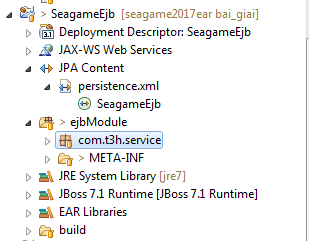 > SeagameEjb [seagame2017ear bai_giai]
Deployment Descriptor: SeagameEjb
JAX-WS Web Services
JPA Content
persistence.xml
SeagameEjb
> ejbModule
com.t3h.service
> META-INF
JRE System Library [jre7]
JBoss 7.1 Runtime [JBoss 7.1 Runtime]
EAR Libraries
build